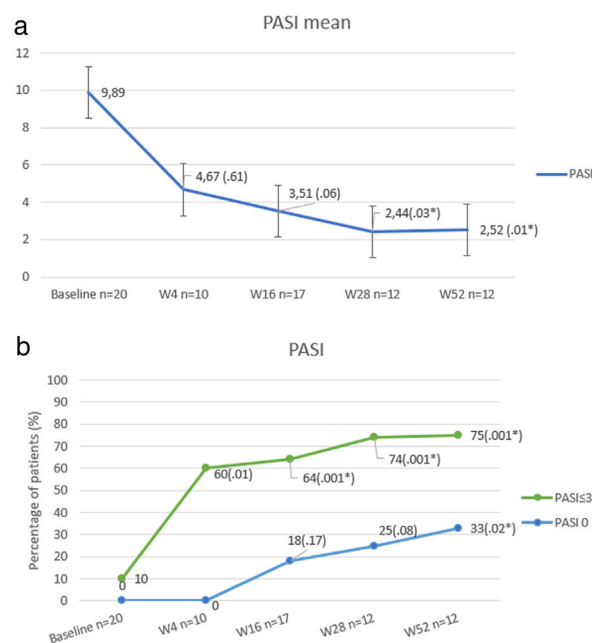 a
PASI mean
12
10
8
6
4
2
0
9,89
4,67 (.61)
3,51 (.06)
2,44(.03*)
2,52 (.01*)
PASI
Baseline n=20
W4 n=10
W16 n=17
W28 n=12
W52 n=12
b
PASI
Percentage of patients (%)
100
90
80
70
60
50
40
30
20
10
0
10
60(.01)
64(.001*)
74(.001*)
75(.001*)
0
0
18(.17)
25(.08)
33(.02*)
PASI≤3
PASI 0
Baseline n=20
W4 n=10
W16 n=17
W28 n=12
W52 n=12